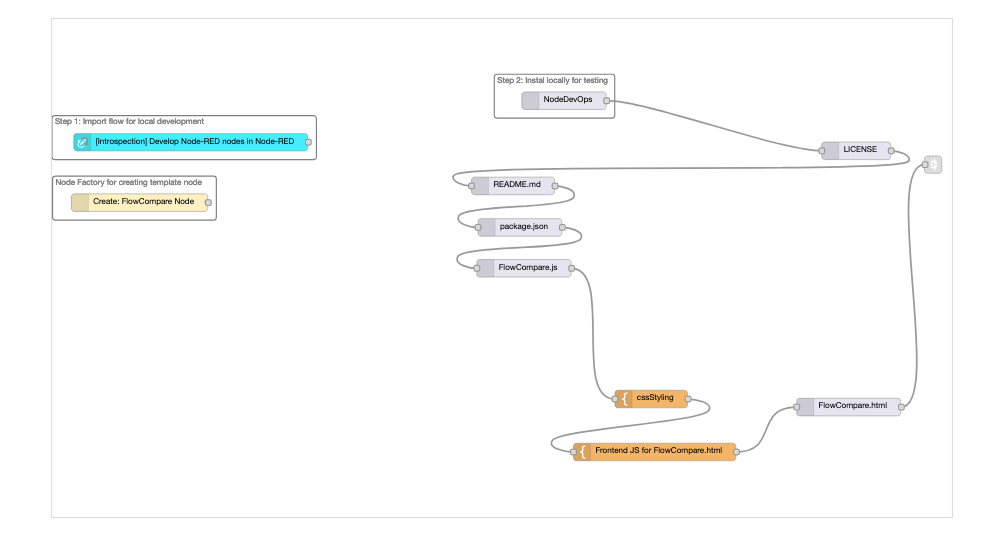 Step 2: Instal locally for testing
NodeDevOps
Step 1: Import flow for local development
[Introspection] Develop Node-RED nodes in Node-RED
LICENSE
Node Factory for creating template node
Create: FlowCompare Node
README.md
package.json
FlowCompare.js
{ cssStyling
FlowCompare.html
{ Frontend JS for FlowCompare.html